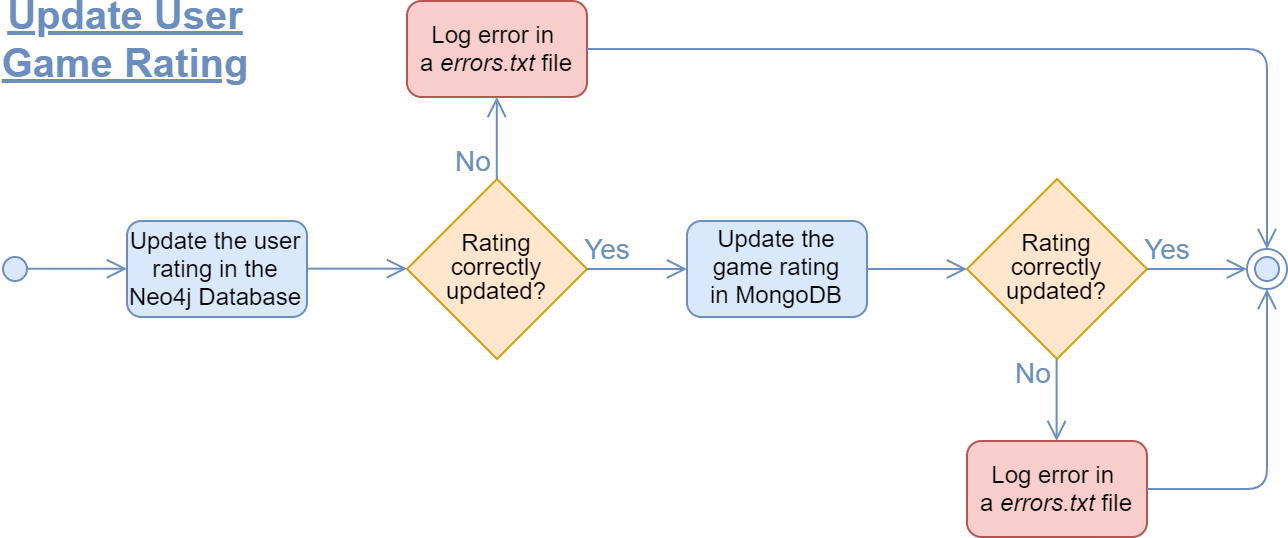 Update User
Game Rating
Log error in
a errors.txt file
No
Update the user
rating in the
Neo4j Database
Rating
correctly
updated?
Yes
Update the
game rating
in MongoDB
Rating
correctly
updated?
Yes
No
Log error in
a errors.txt file